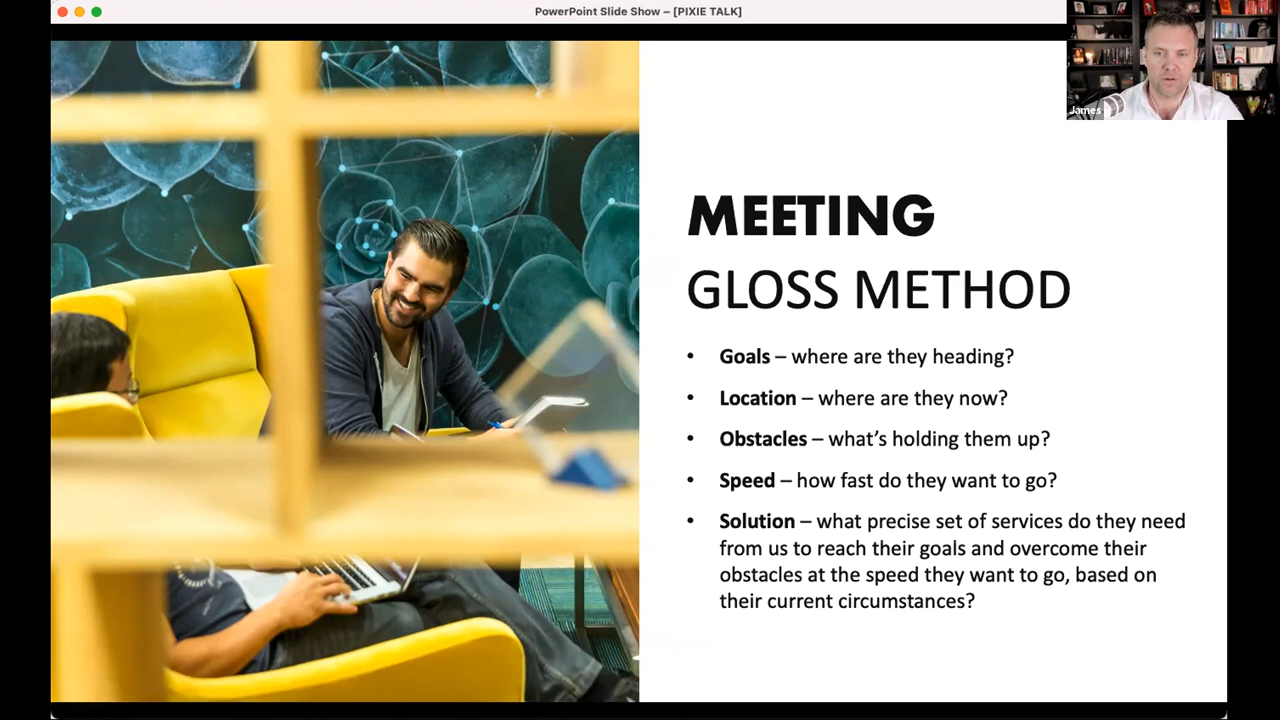 PowerPoint Slide Show – [PIXIE TALK]
James
MEETING
GLOSS METHOD
• Goals – where are they heading?
• Location – where are they now?
• Obstacles – what’s holding them up?
• Speed – how fast do they want to go?
• Solution – what precise set of services do they need
from us to reach their goals and overcome their
obstacles at the speed they want to go, based on
their current circumstances?